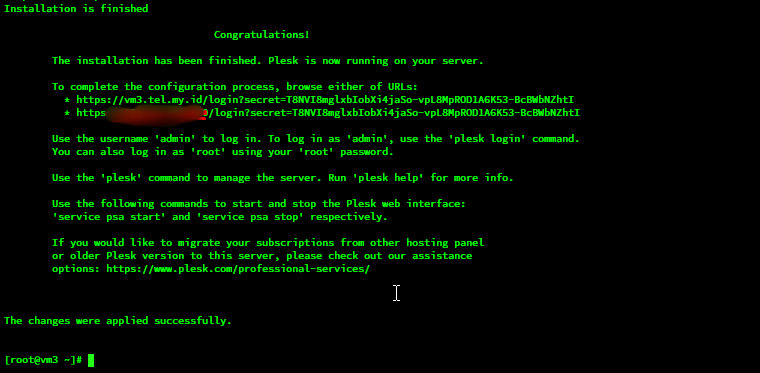 Installation is finished
Congratulations!
The installation has been finished. Plesk is now running on your server.
To complete the configuration process, browse either of URLs:
* https://vm3.tel.my.id/login?secret=T8NVI8mglxbIobXi4jaSo-vpL8MpROD1A6K53-BcBWbNZhtI
* https /login?secret=T8NVI8mglxbIobXi4jaSo-vpL8MpROD1A6K53-BcBWbNZhtI
Use the username 'admin' to log in. To log in as 'admin', use the 'plesk login' command.
You can also log in as 'root' using your 'root' password.
Use the 'plesk' command to manage the server. Run 'plesk help' for more info.
Use the following commands to start and stop the Plesk web interface:
'service psa start' and 'service psa stop' respectively.
If you would like to migrate your subscriptions from other hosting panel
or older Plesk version to this server, please check out our assistance
options: https://www.plesk.com/professional-services/
The changes were applied successfully.
[root@vm3 ~]#